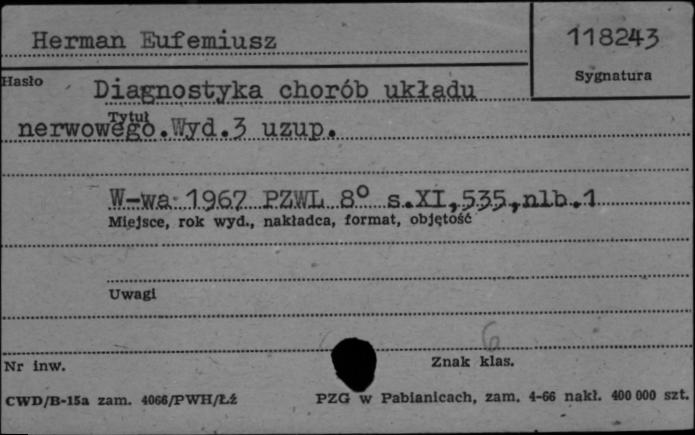 Herman Eufemiusz
118243
Sygnatura
Hasło
Diagnostyka chorób układu
Tytuł
nerwowego.Wyd.3 uzup.
W-wa 1967 PZWL 8° s.XI,535,nlb.1
Miejsce, rok wyd., nakładca, format, objętość
Uwagi
6
Nr inw.
Znak klas.
CWD/B-15a zam. 4066/PWH/Łź
PZG w Pabianicach, zam. 4-66 nakł. 400 000 szt.